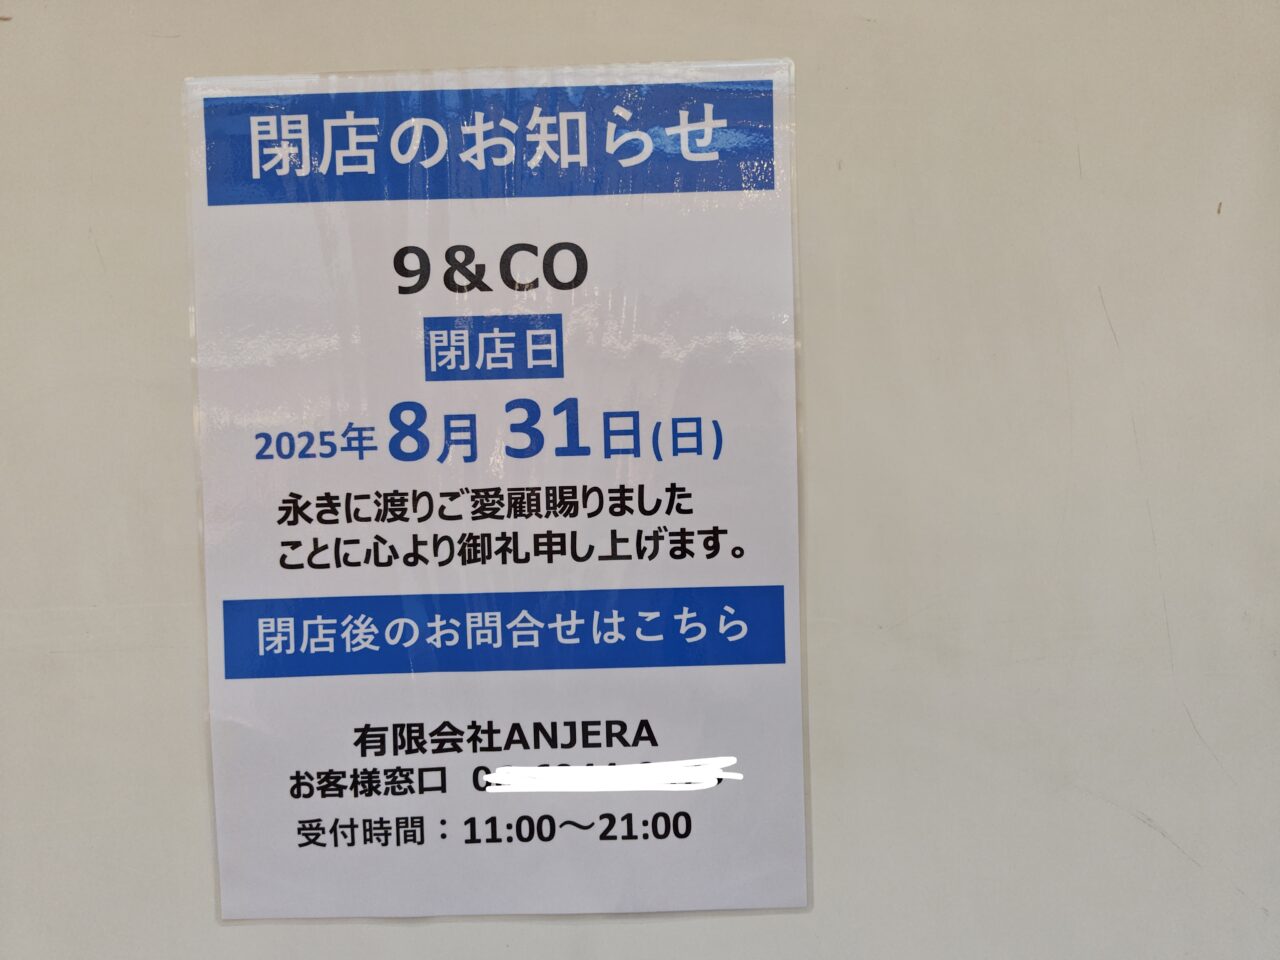 閉店のお知らせ
9&CO
閉店日
2025年8月31日(日)
永きに渡りご愛顧賜りました
ことに心より御礼申し上げます。
閉店後のお問合せはこちら
有限会社ANJERA
お客様窓口
受付時間：11:00～21:00